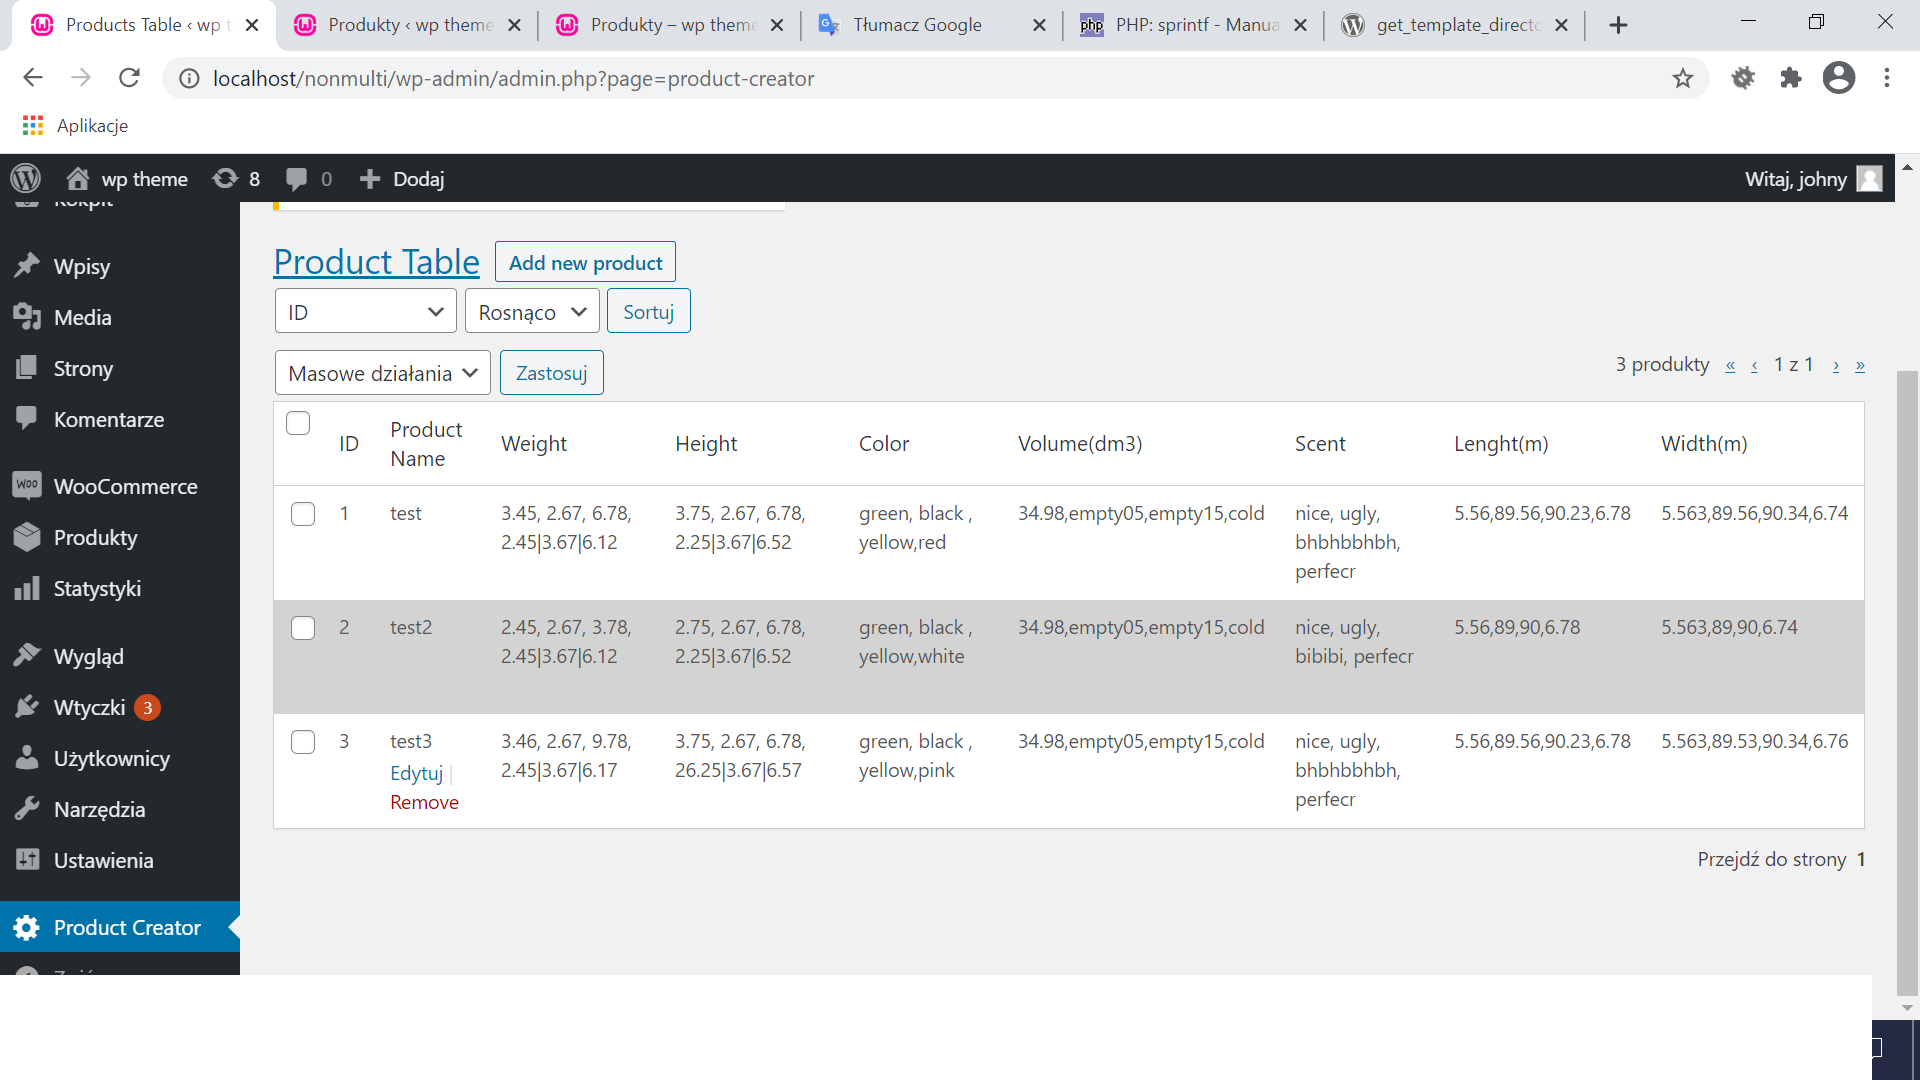 Products Table ‹ wp t
Produkty ‹ wp theme
Produkty – wp theme
Tłumacz Google
php PHP: sprintf - Manua
get_template_directo
localhost/nonmulti/wp-admin/admin.php?page=product-creator
Aplikacje
wp theme 8 0 Dodaj
Witaj, johny
Kokpit
Wpisy
Media
Strony
Komentarze
WOO WooCommerce
Produkty
Statystyki
Wygląd
Wtyczki 3
Użytkownicy
Narzędzia
Ustawienia
Product Creator
Product Table Add new product
ID Rosnąco Sortuj
Masowe działania Zastosuj
3 produkty « ‹ 1 z 1 › »
ID Product Name Weight Height Color Volume(dm3) Scent Lenght(m) Width(m)
1 test 3.45, 2.67, 6.78, 3.75, 2.67, 6.78, green, black , 34.98,empty05,empty15,cold nice, ugly, 5.56,89.56,90.23,6.78 5.563,89.56,90.34,6.74
2.45|3.67|6.12 2.25|3.67|6.52 yellow,red bhbhbbhbh,
perfecr
2 test2 2.45, 2.67, 3.78, 2.75, 2.67, 6.78, green, black , 34.98,empty05,empty15,cold nice, ugly, 5.56,89,90,6.78 5.563,89,90,6.74
2.45|3.67|6.12 2.25|3.67|6.52 yellow,white bibibi, perfecr
3 test3 3.46, 2.67, 9.78, 3.75, 2.67, 6.78, green, black , 34.98,empty05,empty15,cold nice, ugly, 5.56,89.56,90.23,6.78 5.563,89.53,90.34,6.76
Edytuj | 2.45|3.67|6.17 26.25|3.67|6.57 yellow,pink bhbhbbhbh,
Remove perfecr
Przejdź do strony 1